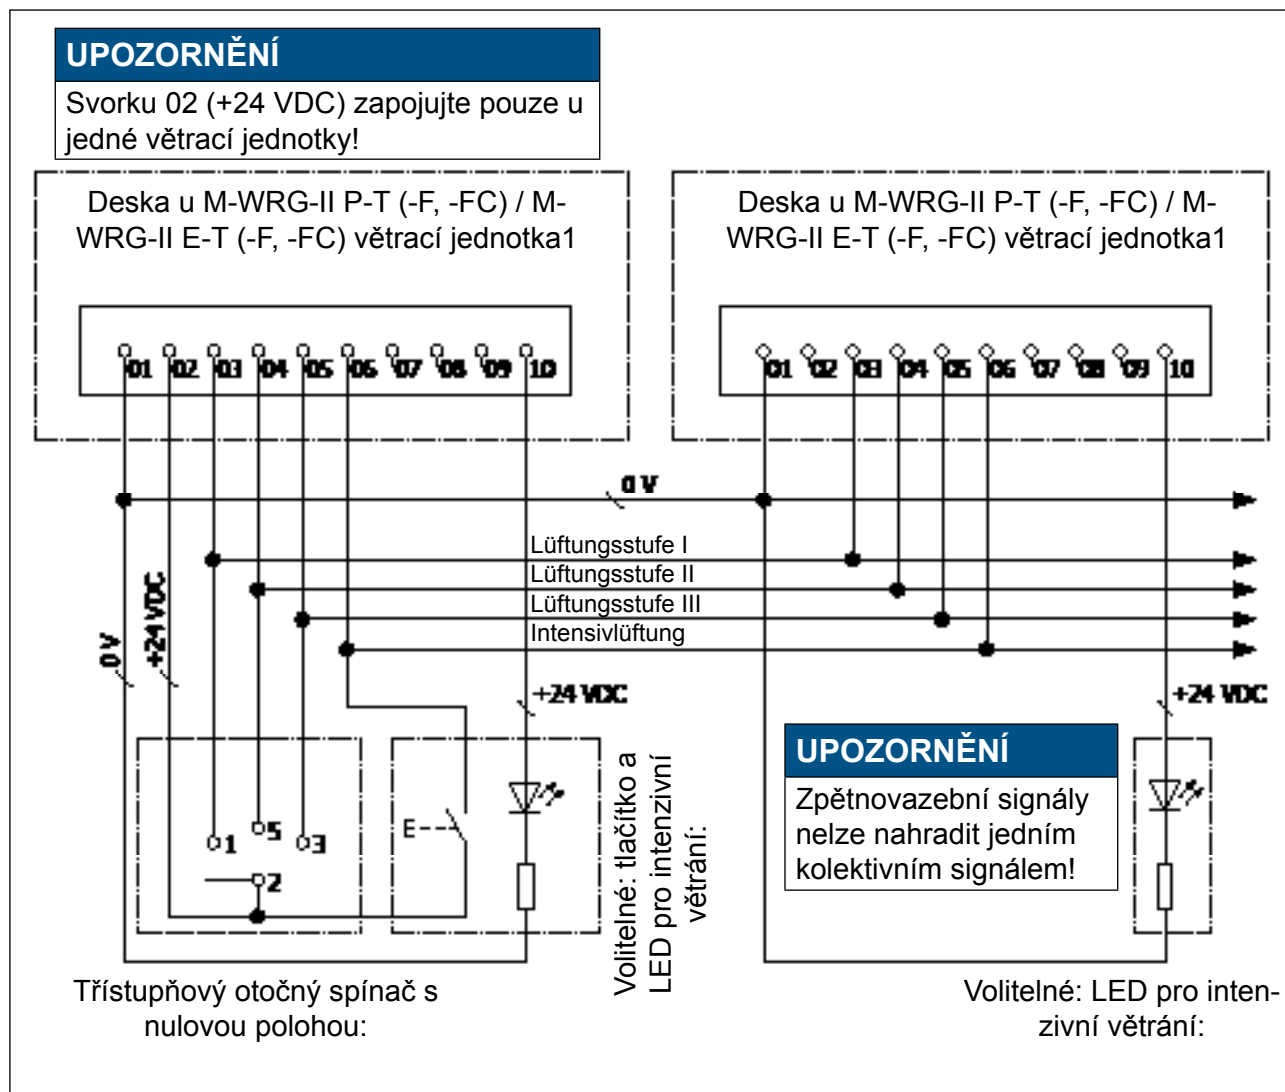 UPOZORNĚNÍ
Svorku 02 (+24 VDC) zapojujte pouze u
jedné větrací jednotky!
Deska u M-WRG-II P-T (-F, -FC) / M-
WRG-II E-T (-F, -FC) větrací jednotka1
Deska u M-WRG-II P-T (-F, -FC) / M-
WRG-II E-T (-F, -FC) větrací jednotka1
01 02 03 04 05 06 07 08 09 10
01 02 03 04 05 06 07 08 09 10
0 V
Lüftungsstufe I
Lüftungsstufe II
Lüftungsstufe III
Intensivlüftung
0 V
+24 VDC
+24 VDC
+24 VDC
1
5
3
2
E
Volitelné: tlačítko a
LED pro intenzivní
větrání:
UPOZORNĚNÍ
Zpětnovazební signály
nelze nahradit jedním
kolektivním signálem!
Třístupňový otočný spínač s
nulovou polohou:
Volitelné: LED pro inten-
zivní větrání: